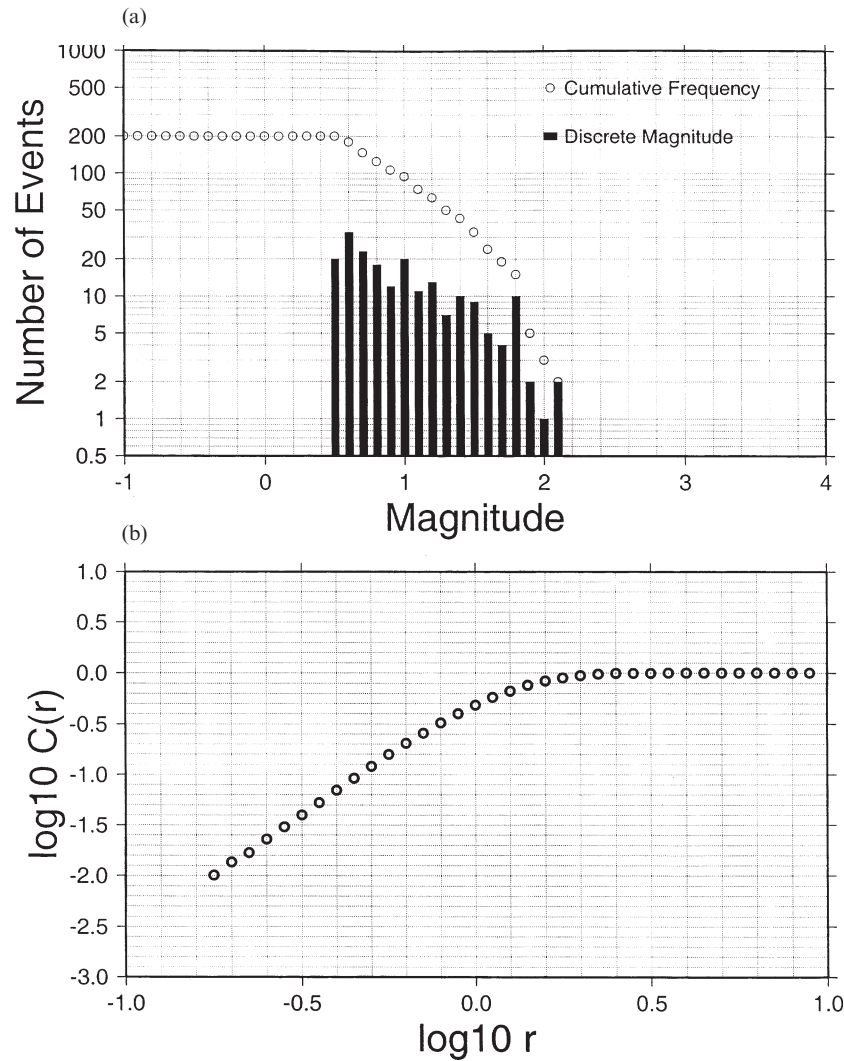 (a)
Number of Events
1000
500
200
100
50
20
10
5
2
1
0.5
Cumulative Frequency
Discrete Magnitude
-1 0 1 2 3 4
Magnitude
(b)
log10 C(r)
1.0
0.5
0.0
-0.5
-1.0
-1.5
-2.0
-2.5
-3.0
-1.0 -0.5 0.0 0.5 1.0
log10 r